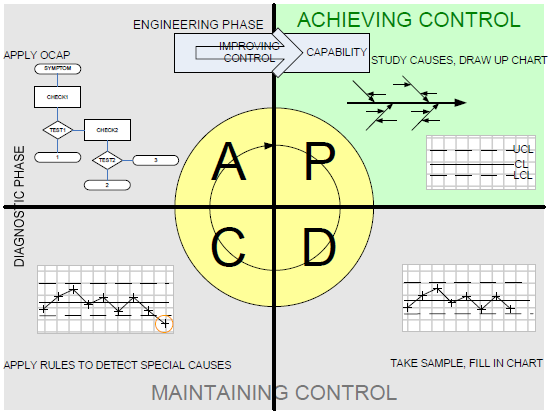 ENGINEERING PHASE
ACHIEVING CONTROL
IMPROVING
CONTROL
CAPABILITY
APPLY OCAP
STUDY CAUSES, DRAW UP CHART
SYMPTOM
CHECK1
TEST1
CHECK2
1
TEST2
3
2
UCL
CL
LCL
DIAGNOSTIC PHASE
A
P
C
D
APPLY RULES TO DETECT SPECIAL CAUSES
TAKE SAMPLE, FILL IN CHART
MAINTAINING CONTROL